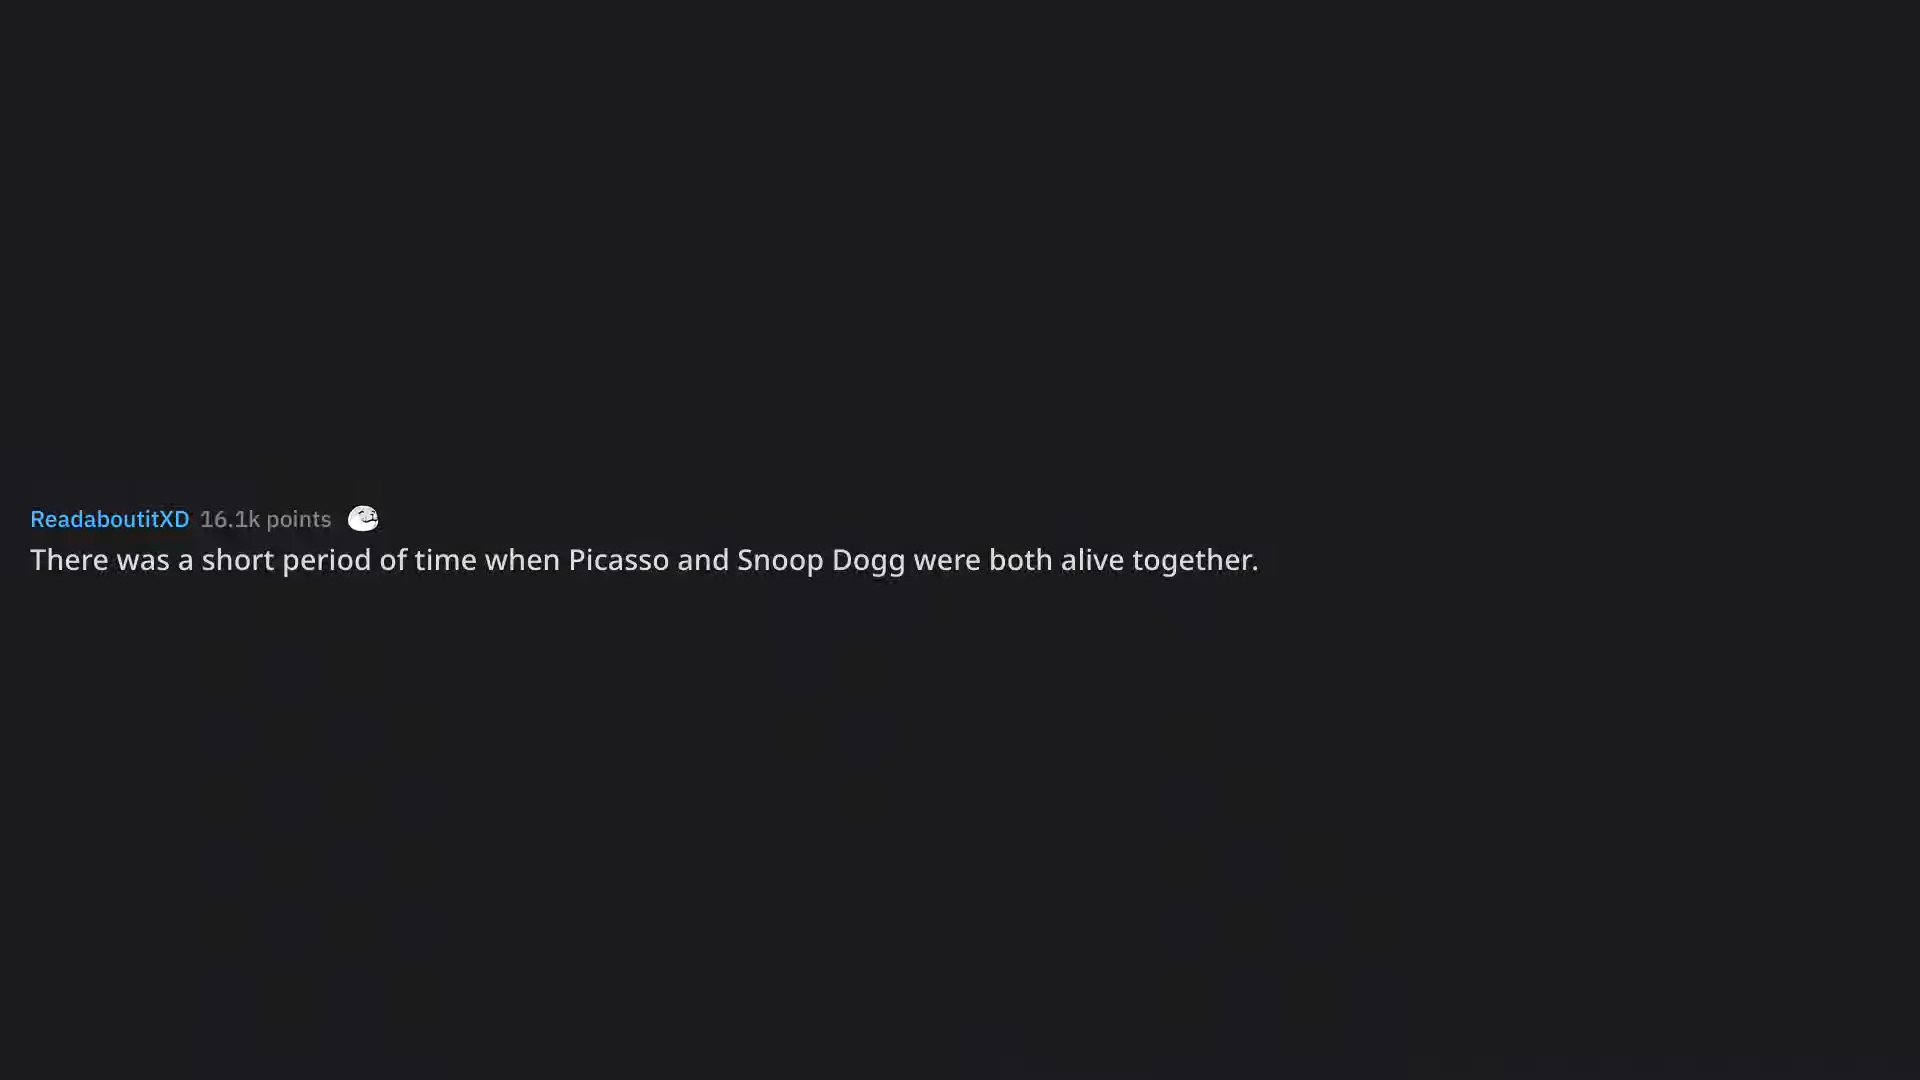 ReadaboutitXD 16.1k points
There was a short period of time when Picasso and Snoop Dogg were both alive together.